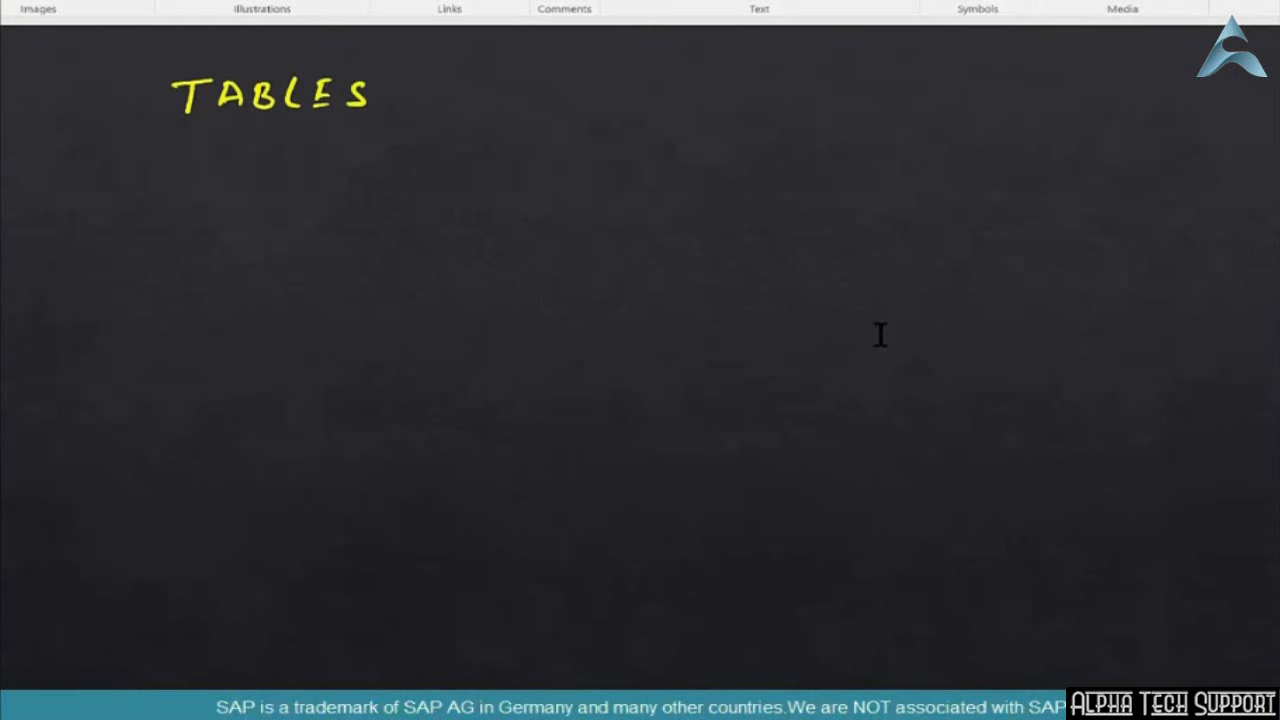 Images Illustrations Links Comments Text Symbols Media
TABLES
SAP is a trademark of SAP AG in Germany and many other countries.We are NOT associated with SAP
ALPHA TECH SUPPORT